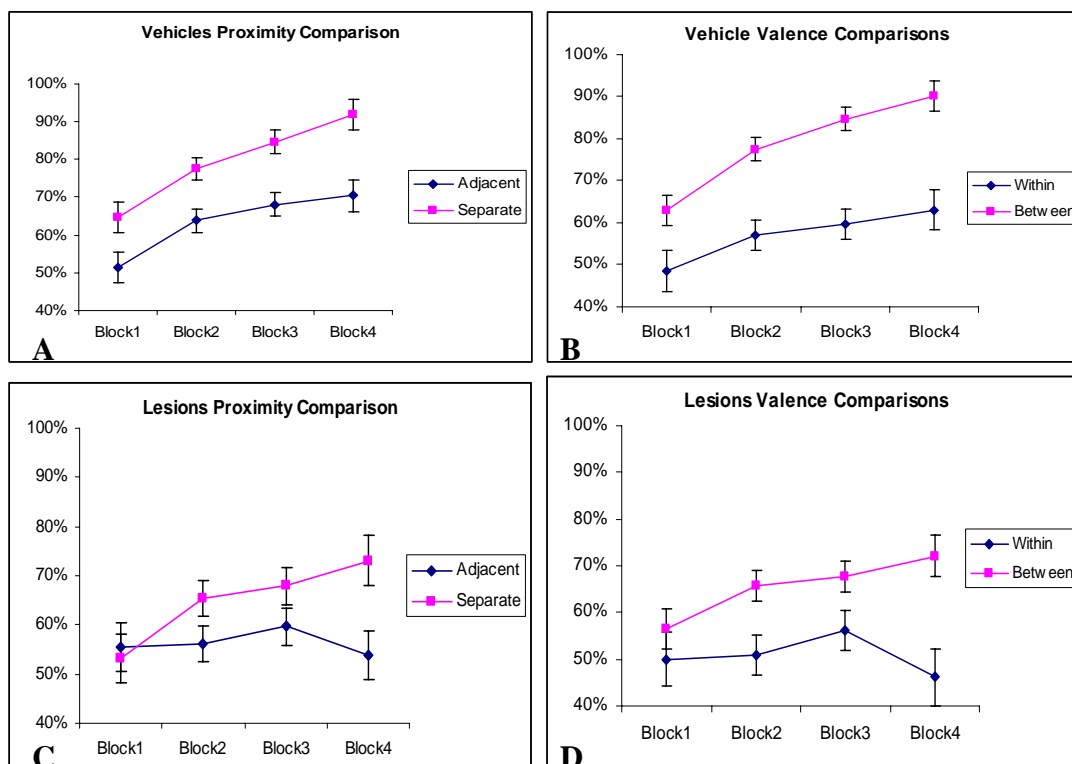 Vehicles Proximity Comparison
100%
90%
80%
70%
60%
50%
40%
Block1 Block2 Block3 Block4
Adjacent
Separate
A
Vehicle Valence Comparisons
100%
90%
80%
70%
60%
50%
40%
Block1 Block2 Block3 Block4
Within
Between
B
Lesions Proximity Comparison
100%
90%
80%
70%
60%
50%
40%
Block1 Block2 Block3 Block4
Adjacent
Separate
C
Lesions Valence Comparisons
100%
90%
80%
70%
60%
50%
40%
Block1 Block2 Block3 Block4
Within
Between
D